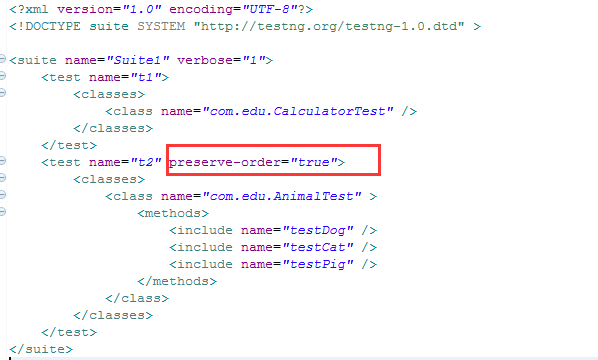 <?xml version="1.0" encoding="UTF-8"?>
<!DOCTYPE suite SYSTEM "http://testng.org/testng-1.0.dtd" >
<suite name="Suite1" verbose="1">
<test name="t1">
<classes>
<class name="com.edu.CalculatorTest" />
</classes>
</test>
<test name="t2" preserve-order="true">
<classes>
<class name="com.edu.AnimalTest" >
<methods>
<include name="testDog" />
<include name="testCat" />
<include name="testPig" />
</methods>
</class>
</classes>
</test>
</suite>